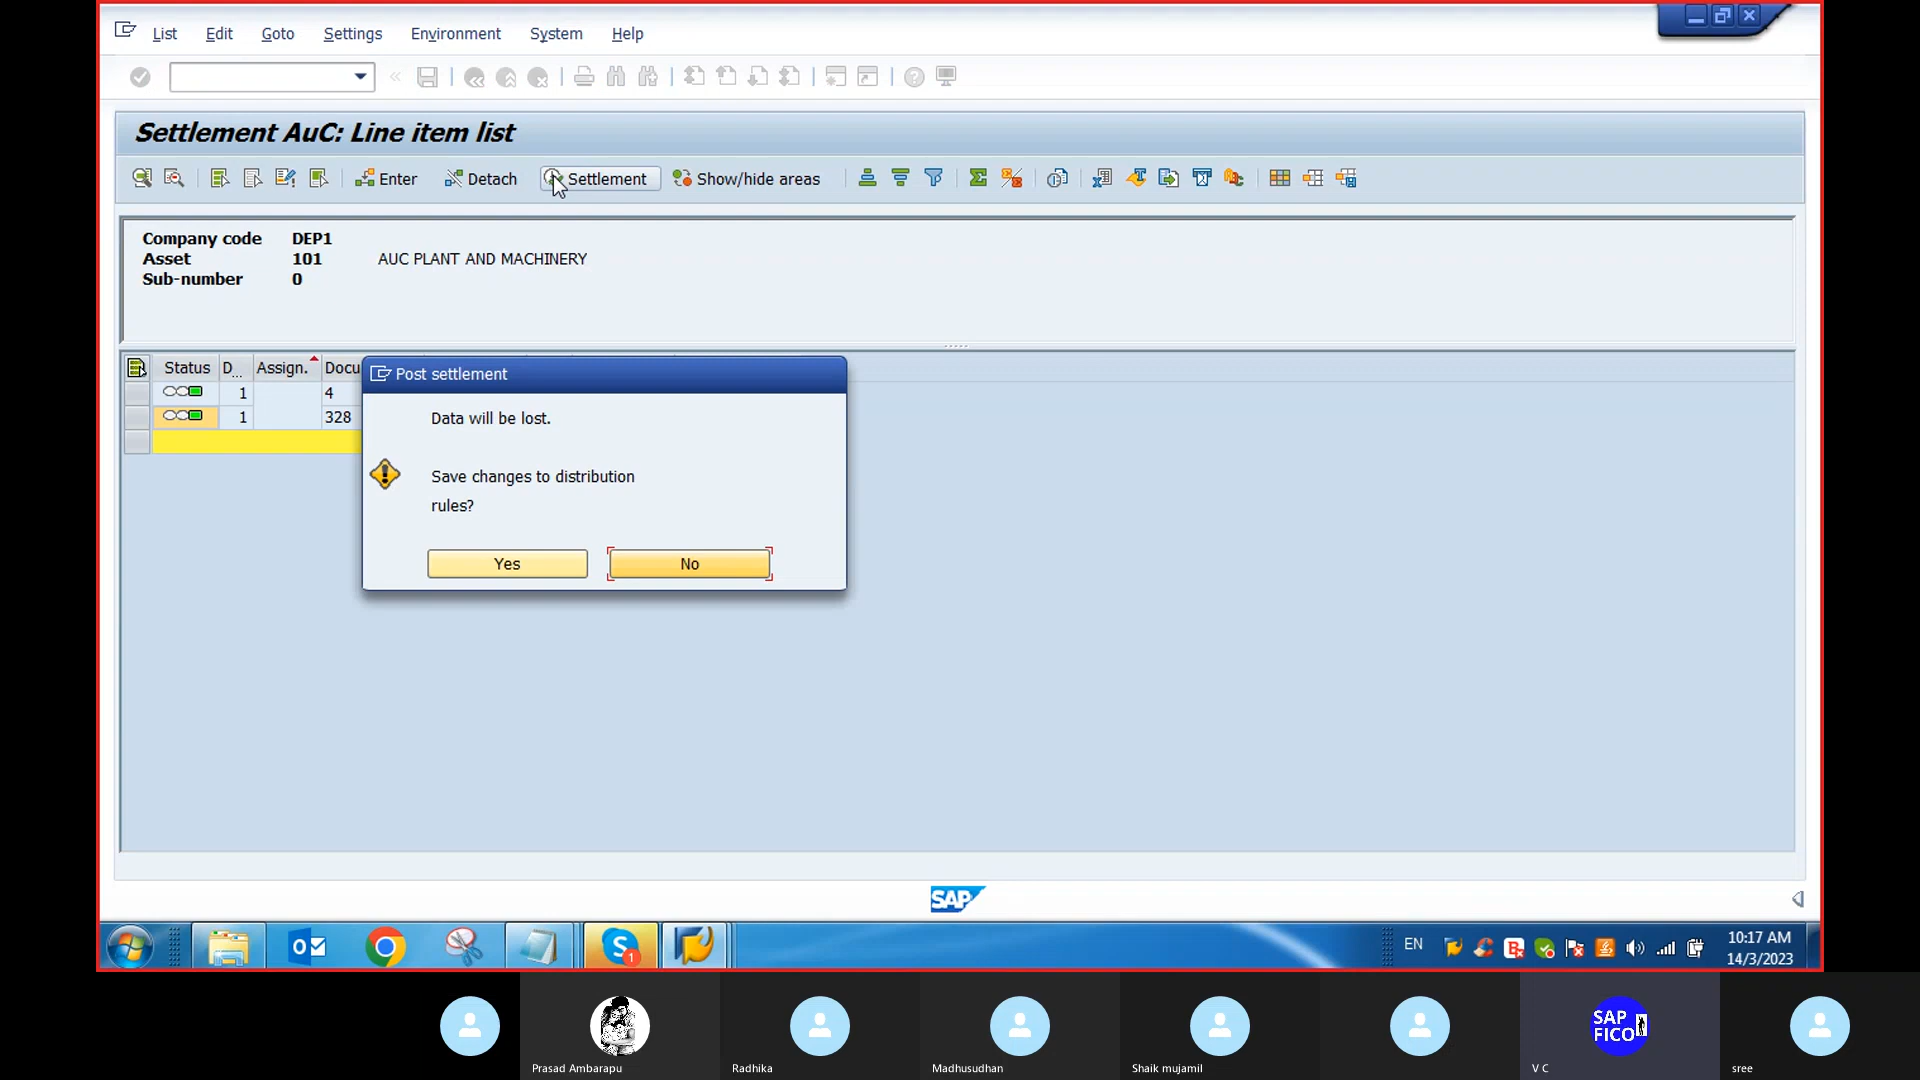 List Edit Goto Settings Environment System Help
Settlement AuC: Line item list
Enter Detach Settlement Show/hide areas
Company code DEP1
Asset 101 AUC PLANT AND MACHINERY
Sub-number 0
Status D... Assign. Docu
1 4
1 328
Post settlement
Data will be lost.
Save changes to distribution
rules?
Yes No
SAP
EN
10:17 AM
14/3/2023
1
SAP
FICO
Prasad Ambarapu
Radhika
Madhusudhan
Shaik mujamil
V C
sree